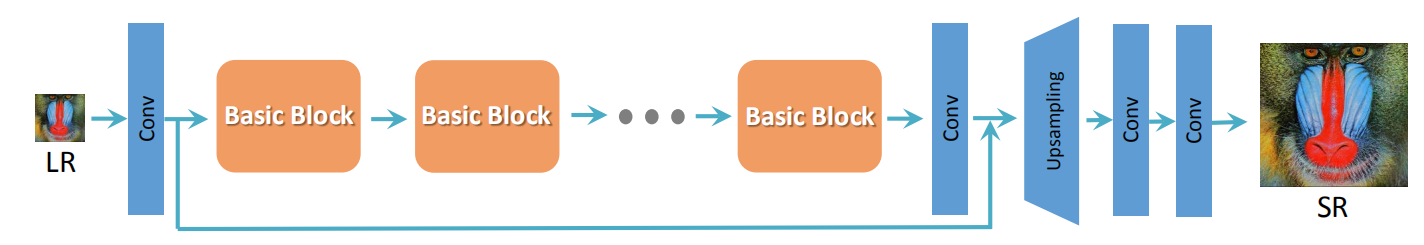 LR
Conv
Basic Block
Basic Block
Basic Block
Conv
Upsampling
Conv
Conv
SR